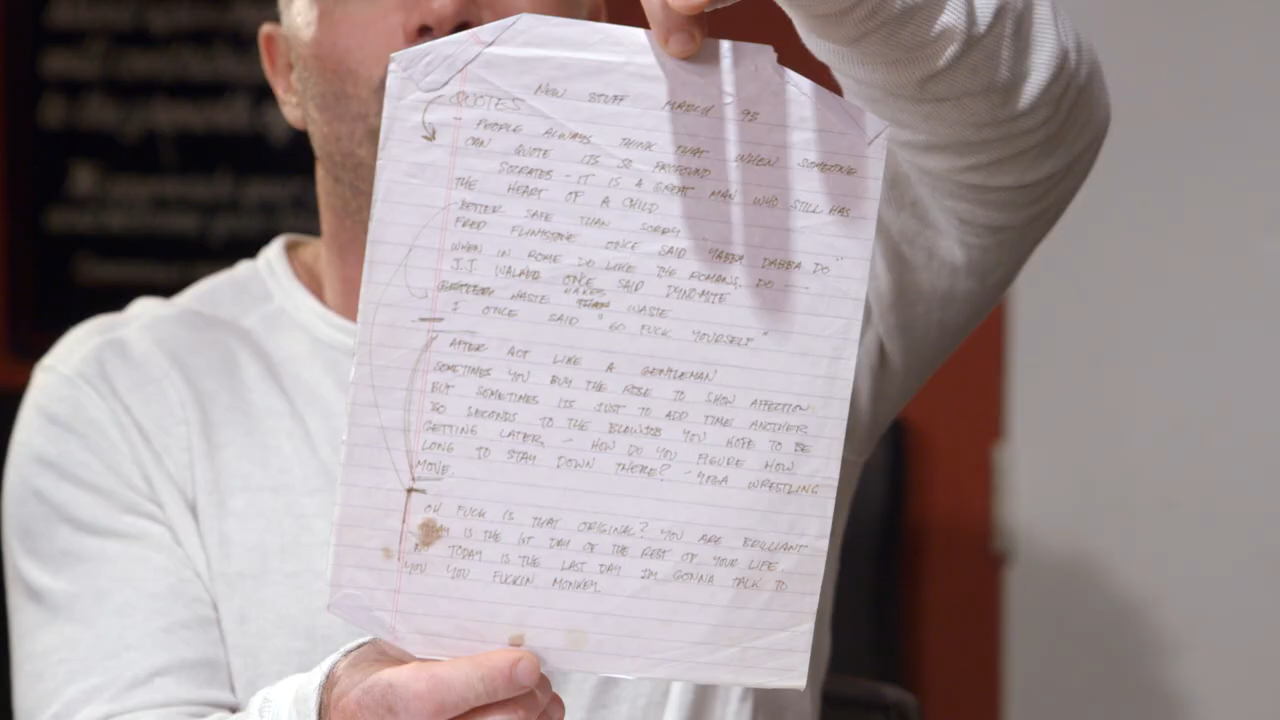 NEW STUFF MARCH 95
QUOTES
PEOPLE ALWAYS THINK THAT WHEN SOMEONE
CAN QUOTE ITS SO PROFOUND
SOCRATES - IT IS A GREAT MAN WHO STILL HAS
THE HEART OF A CHILD
BETTER SAFE THAN SORRY
FRED FLINTSTONE ONCE SAID "YABBA DABBA DO"
WHEN IN ROME DO LIKE THE ROMANS DO
J.J. WALKER ONCE SAID DYNOMITE
HASTE MAKES WASTE
I ONCE SAID "GO FUCK YOURSELF"
AFTER ACT LIKE A GENTLEMAN
SOMETIMES YOU BUY THE ROSE TO SHOW AFFECTION
BUT SOMETIMES ITS JUST TO ADD TIME ANOTHER
30 SECONDS TO THE BLOWJOB YOU HOPE TO BE
GETTING LATER. - HOW DO YOU FIGURE HOW
LONG TO STAY DOWN THERE? - WRESTLING
MOVE.
OH FUCK IS THAT ORIGINAL? YOU ARE BRILLIANT
IS THE 1ST DAY OF THE REST OF YOUR LIFE.
NO TODAY IS THE LAST DAY IM GONNA TALK TO
YOU YOU FUCKIN MONKEY